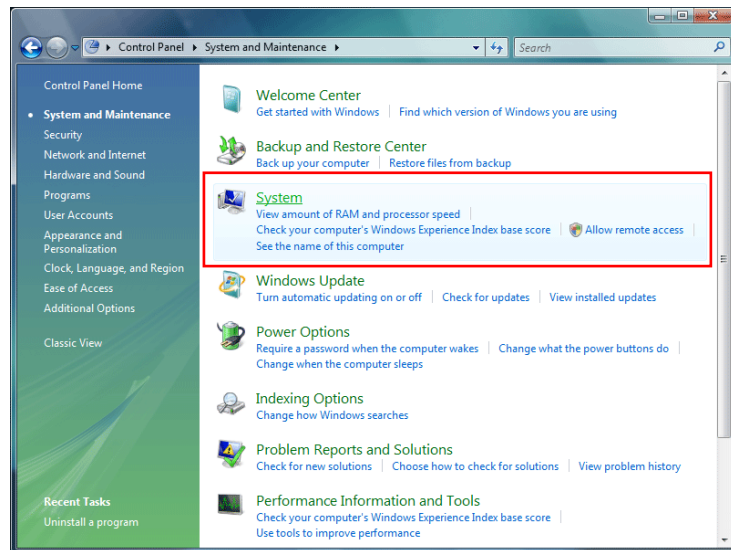 Control Panel System and Maintenance
Search
Control Panel Home
System and Maintenance
Security
Network and Internet
Hardware and Sound
Programs
User Accounts
Appearance and
Personalization
Clock, Language, and Region
Ease of Access
Additional Options
Classic View
Recent Tasks
Uninstall a program
Welcome Center
Get started with Windows Find which version of Windows you are using
Backup and Restore Center
Back up your computer Restore files from backup
System
View amount of RAM and processor speed
Check your computer's Windows Experience Index base score Allow remote access
See the name of this computer
Windows Update
Turn automatic updating on or off Check for updates View installed updates
Power Options
Require a password when the computer wakes Change what the power buttons do
Change when the computer sleeps
Indexing Options
Change how Windows searches
Problem Reports and Solutions
Check for new solutions Choose how to check for solutions View problem history
Performance Information and Tools
Check your computer's Windows Experience Index base score
Use tools to improve performance